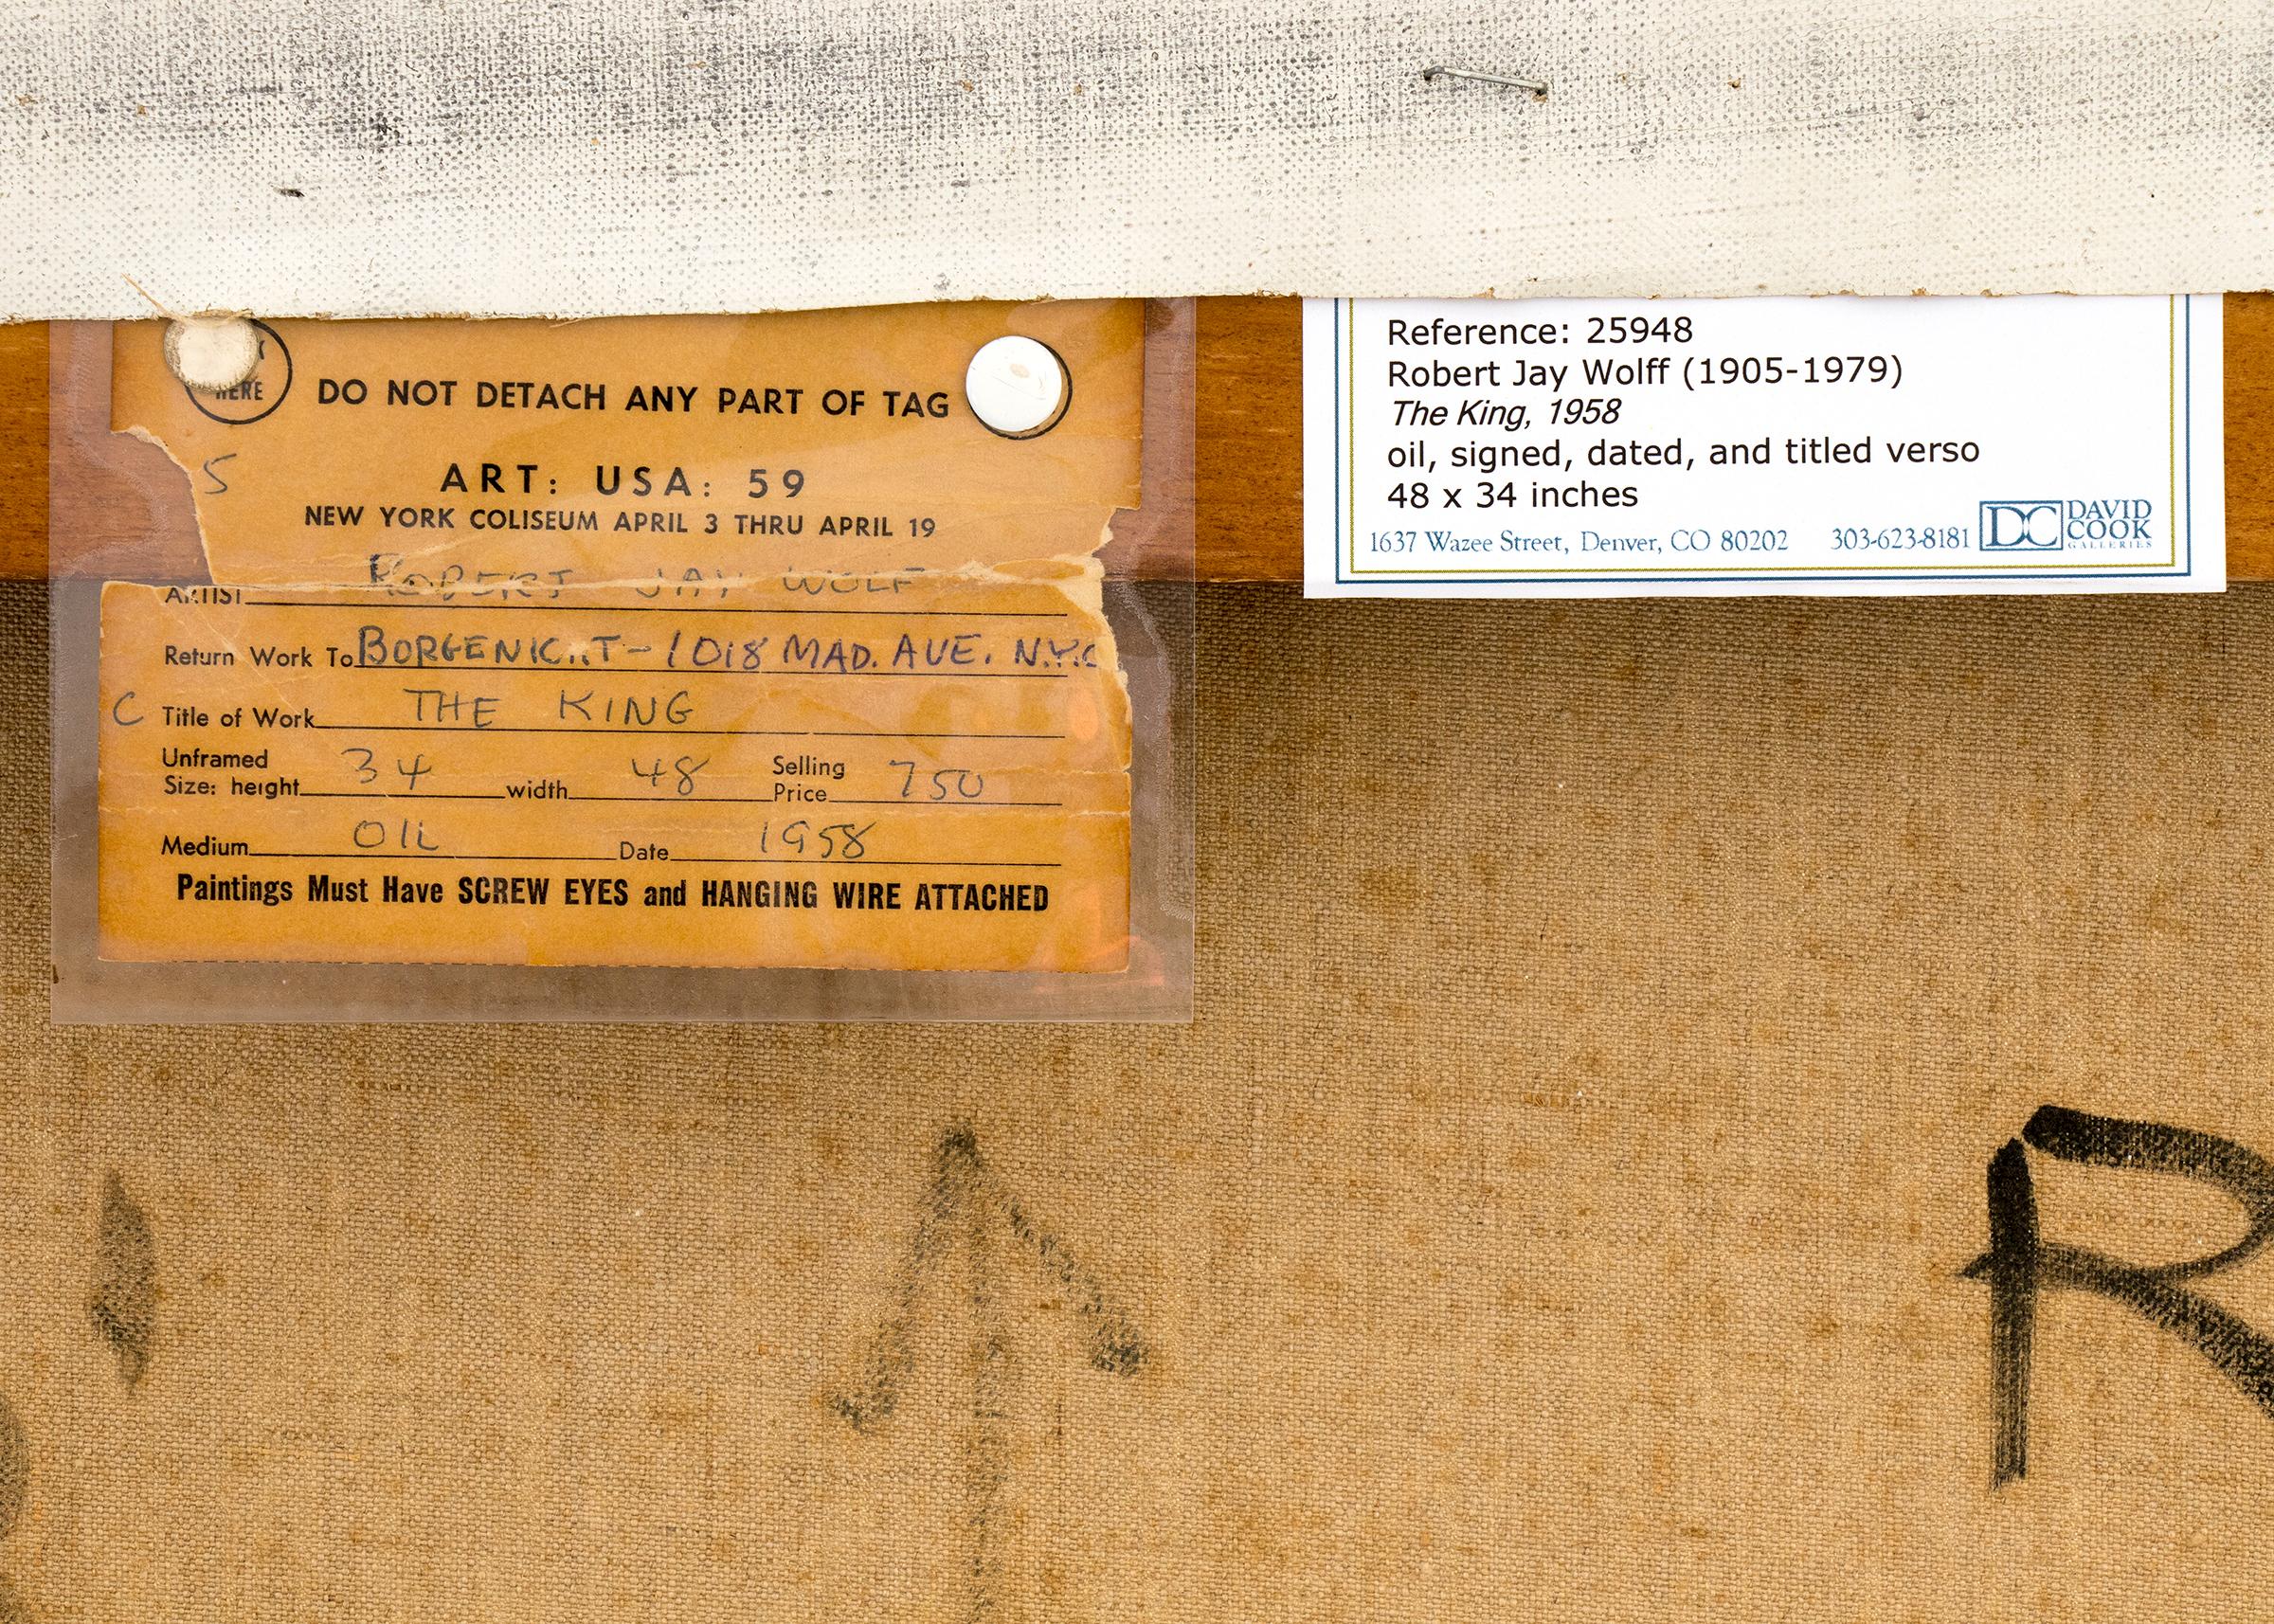 HERE
DO NOT DETACH ANY PART OF TAG
5
ART: USA: 59
NEW YORK COLISEUM APRIL 3 THRU APRIL 19
ARTIST ROBERT JAY WOLF
Return Work To BORGENICHT - 1018 MAD. AVE. N.Y.C
C Title of Work THE KING
Unframed Size: height 34 width 48 Selling Price 750
Medium OIL Date 1958
Paintings Must Have SCREW EYES and HANGING WIRE ATTACHED
Reference: 25948
Robert Jay Wolff (1905-1979)
The King, 1958
oil, signed, dated, and titled verso
48 x 34 inches
1637 Wazee Street, Denver, CO 80202 303-623-8181 DC DAVID COOK GALLERIES
R